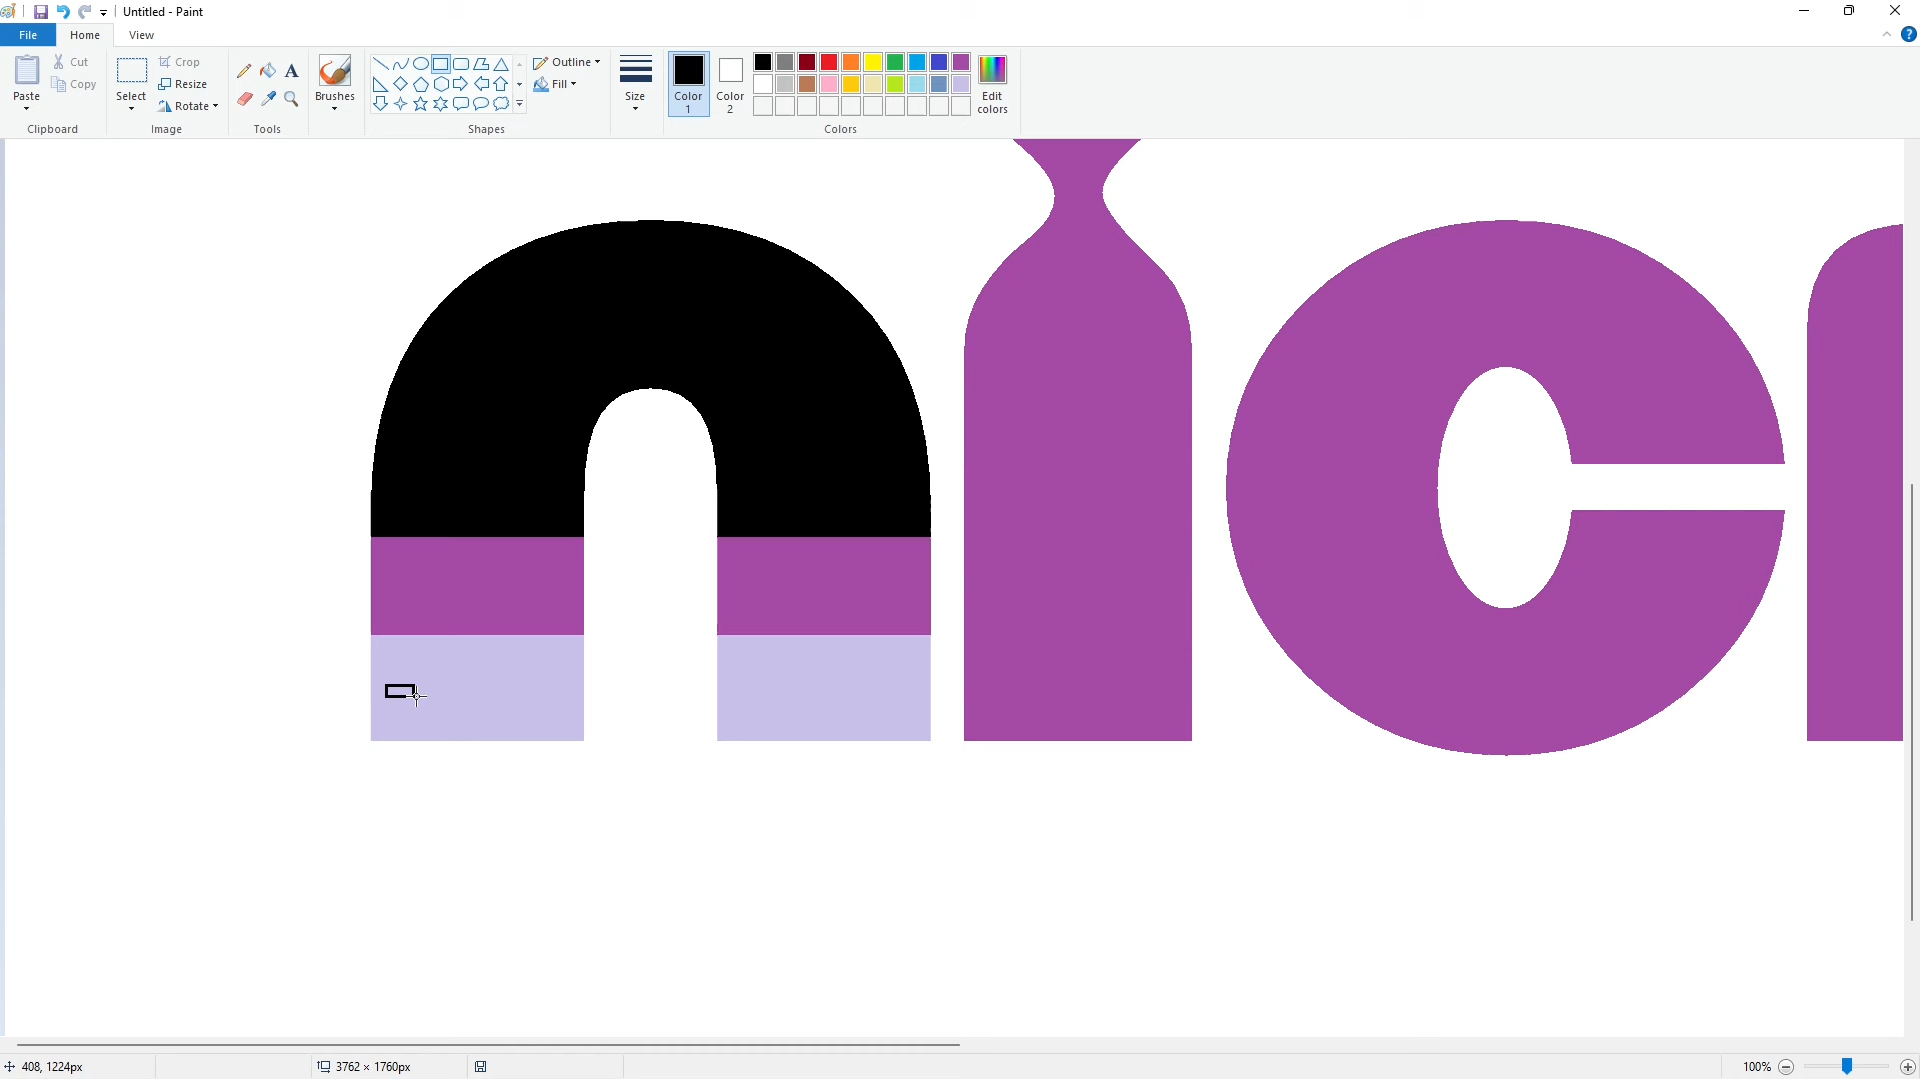 Untitled - Paint
File Home View
Paste Cut Copy
Clipboard
Select Crop Resize Rotate
Image
Tools
Brushes
Shapes
Outline Fill
Size
Color 1
Color 2
Colors
Edit colors
nic
408, 1224px
3762 × 1760px
100%